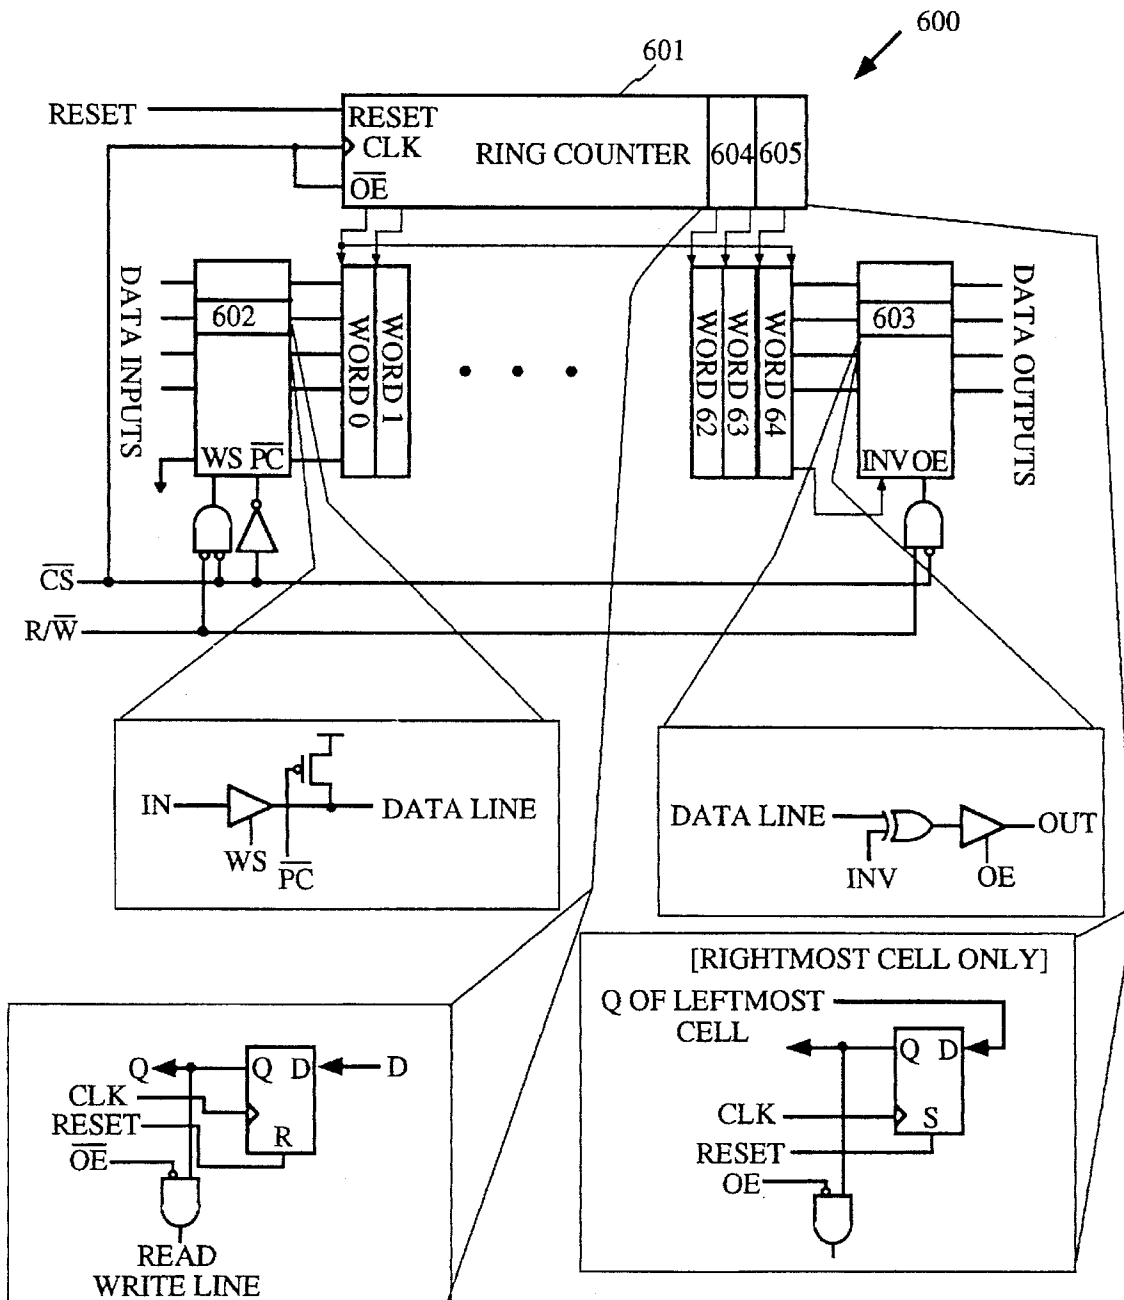 600
601
RESET
RESET
CLK
RING COUNTER
604
605
OE
DATA INPUTS
602
WORD 0
WORD 1
WORD 62
WORD 63
WORD 64
603
DATA OUTPUTS
WS PC
INV OE
CS
R/W
IN
DATA LINE
WS
PC
DATA LINE
OUT
INV
OE
[RIGHTMOST CELL ONLY]
Q OF LEFTMOST
CELL
Q D
CLK
S
RESET
OE
Q
Q D
D
CLK
RESET
R
OE
READ
WRITE LINE